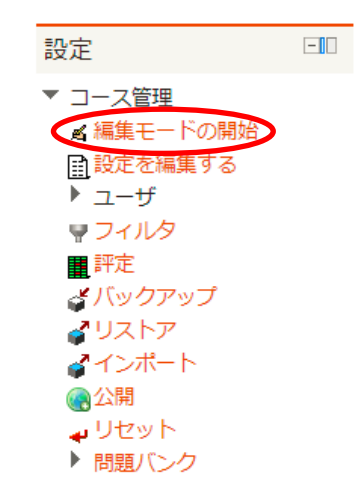 設定
コース管理
編集モードの開始
設定を編集する
ユーザ
フィルタ
評定
バックアップ
リストア
インポート
公開
リセット
問題バンク